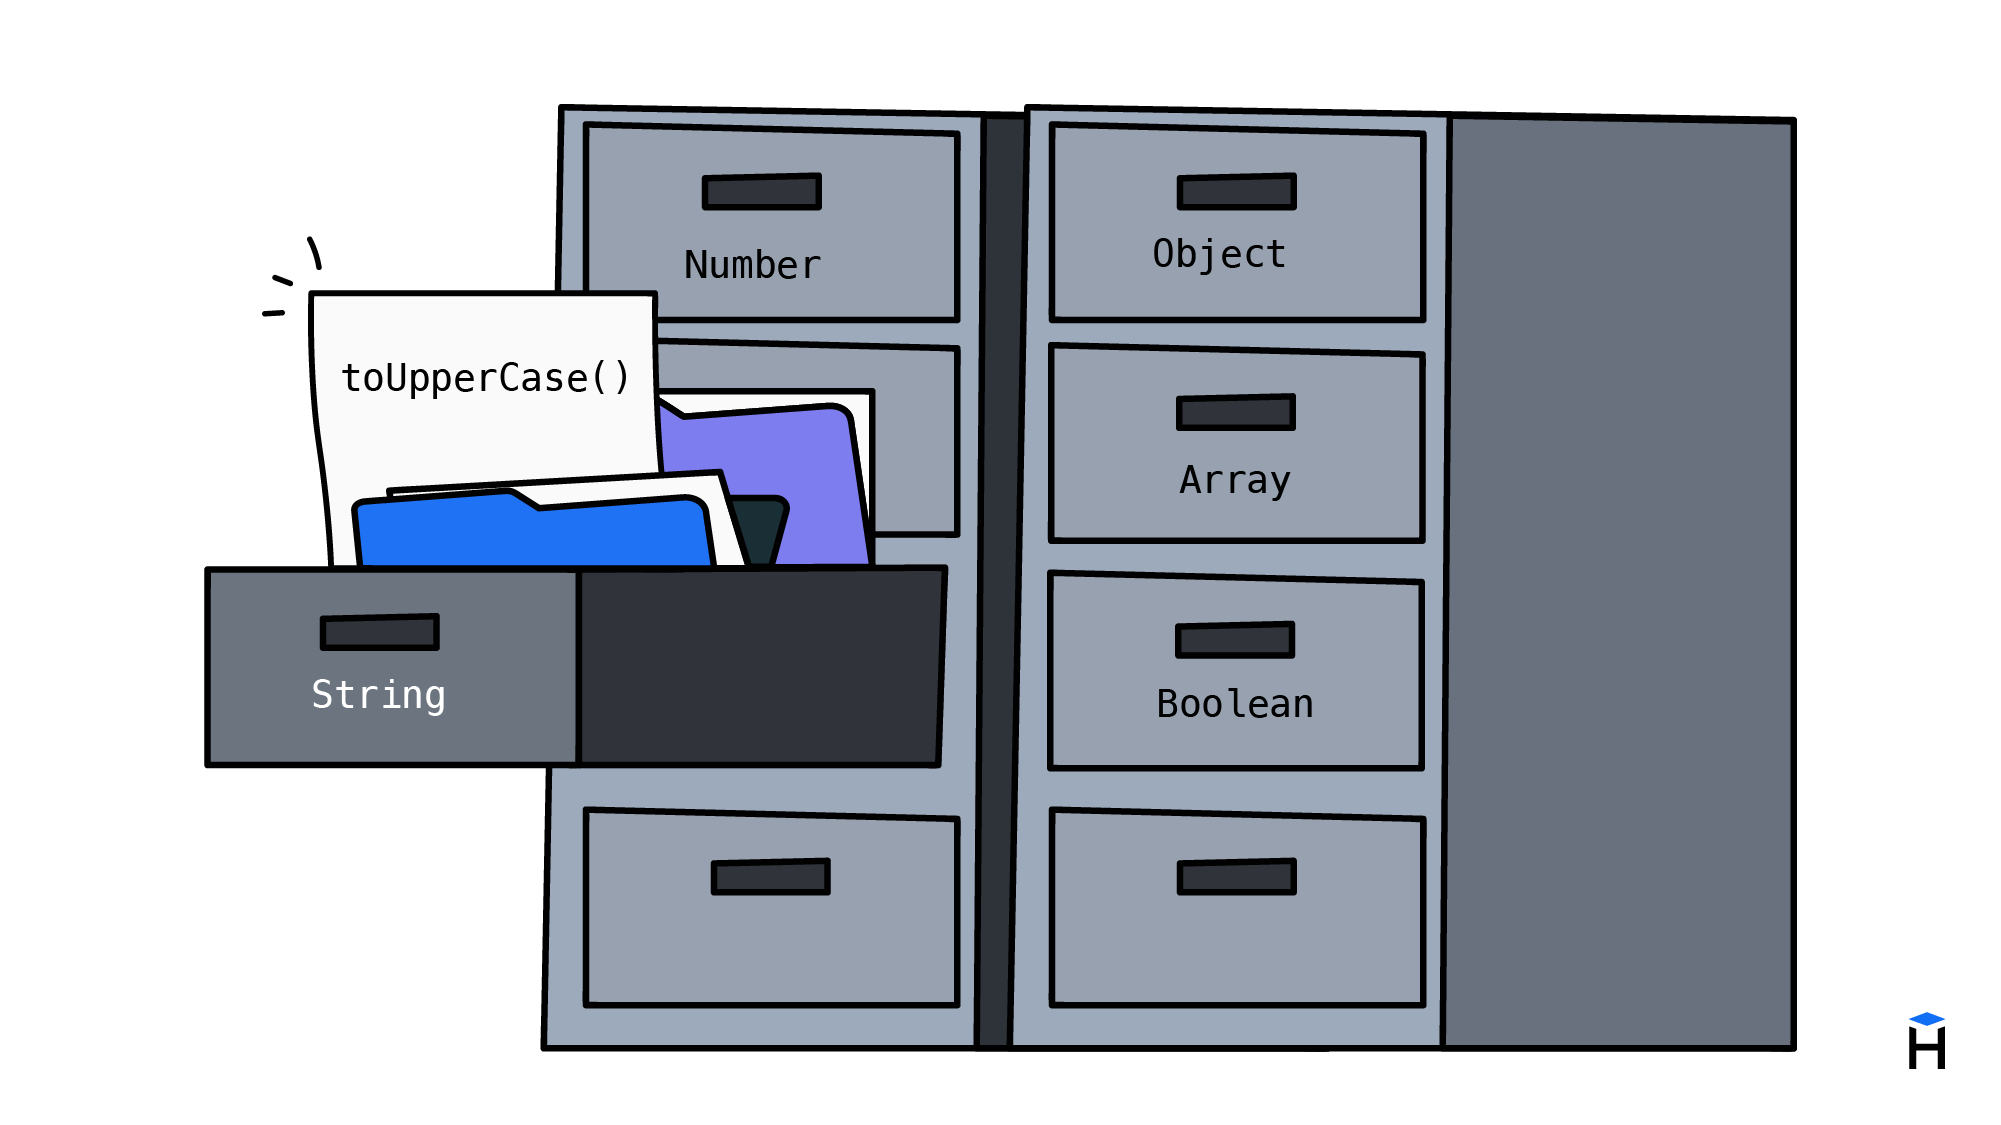 Number
Object
toUpperCase()
Array
String
Boolean
H